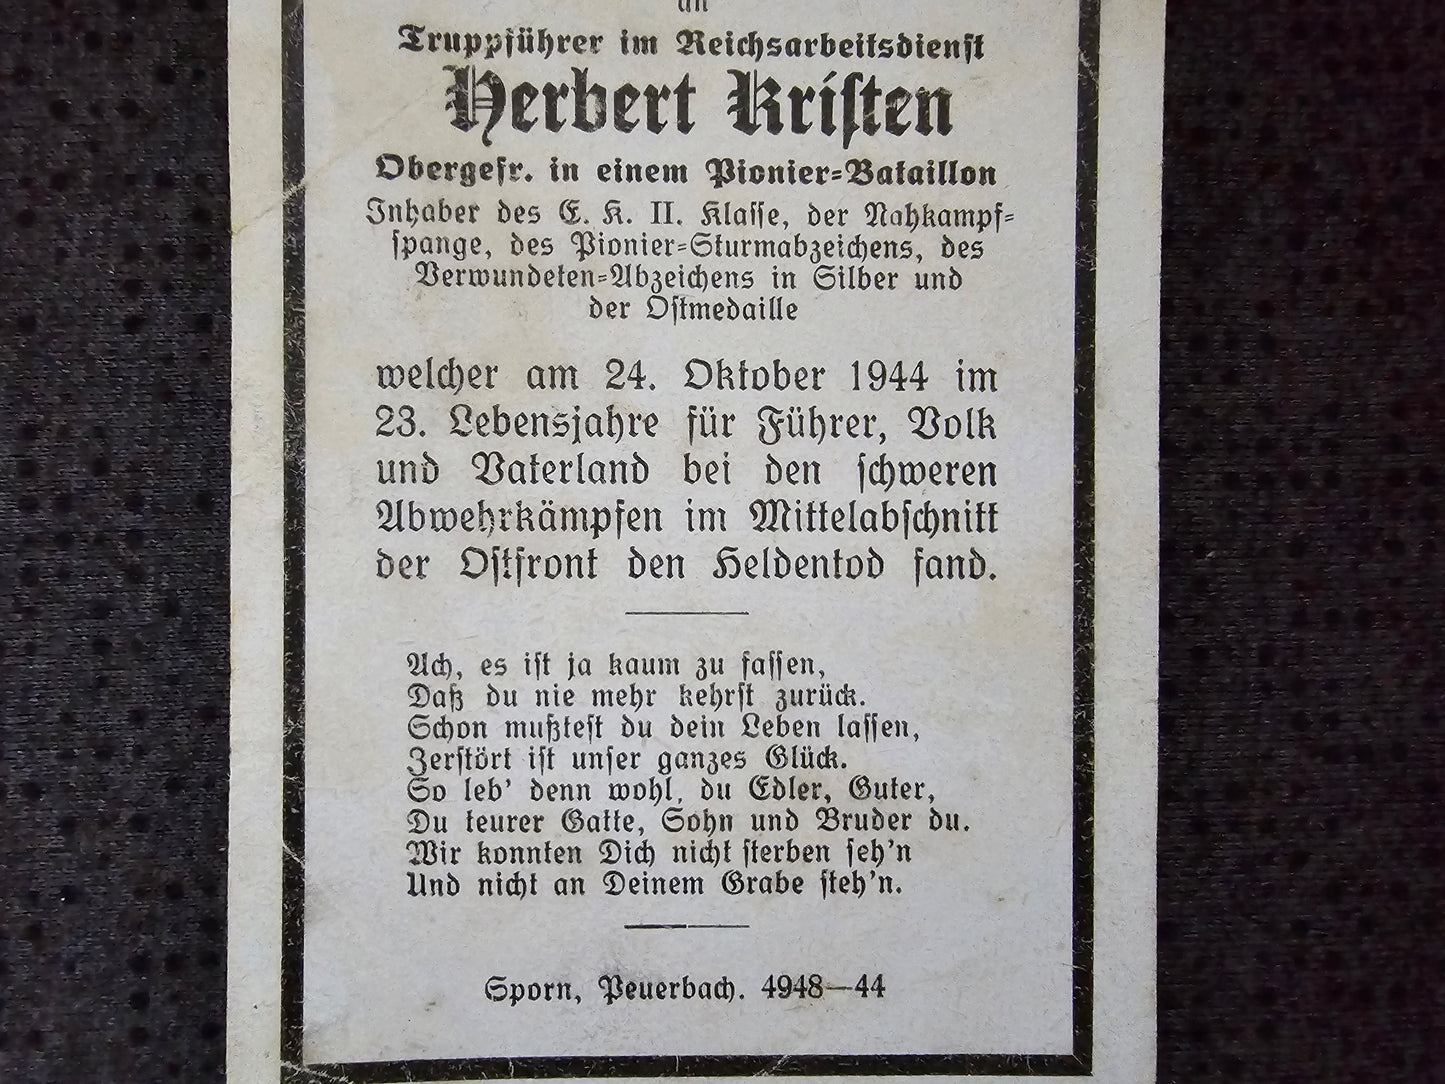 an
Truppführer im Reichsarbeitsdienst
Herbert Kristen
Obergefr. in einem Pionier-Bataillon
Inhaber des E. K. II. Klasse, der Nahkampf-
spange, des Pionier-Sturmabzeichens, des
Verwundeten-Abzeichens in Silber und
der Ostmedaille
welcher am 24. Oktober 1944 im
23. Lebensjahre für Führer, Volk
und Vaterland bei den schweren
Abwehrkämpfen im Mittelabschnitt
der Ostfront den Heldentod fand.
Ach, es ist ja kaum zu fassen,
Daß du nie mehr kehrst zurück.
Schon mußtest du dein Leben lassen,
Zerstört ist unser ganzes Glück.
So leb' denn wohl, du Edler, Guter,
Du teurer Gatte, Sohn und Bruder du.
Wir konnten Dich nicht sterben seh'n
Und nicht an Deinem Grabe steh'n.
Sporn, Peuerbach. 4948—44